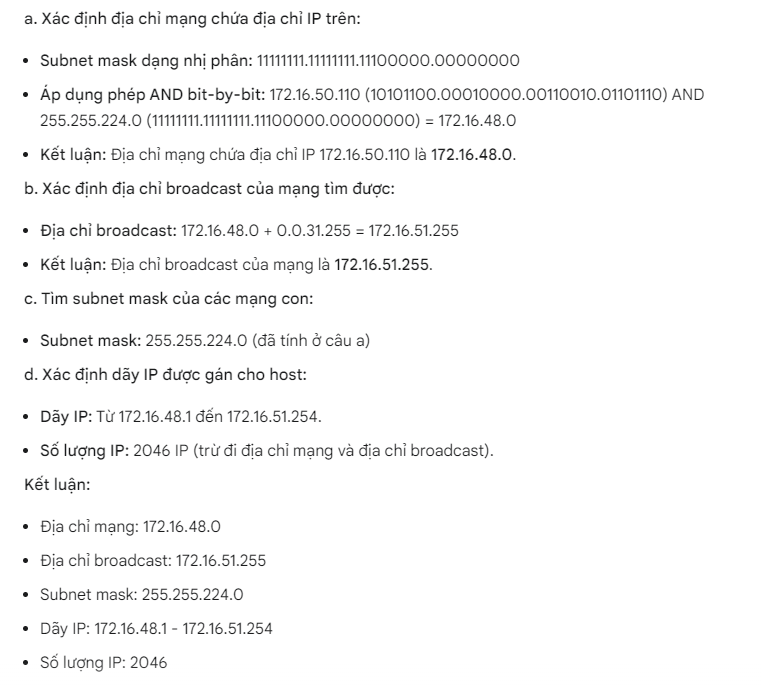 a. Xác định địa chỉ mạng chứa địa chỉ IP trên:
• Subnet mask dạng nhị phân: 11111111.11111111.11100000.00000000
• Áp dụng phép AND bit-by-bit: 172.16.50.110 (10101100.00010000.00110010.01101110) AND
255.255.224.0 (11111111.11111111.11100000.00000000) = 172.16.48.0
• Kết luận: Địa chỉ mạng chứa địa chỉ IP 172.16.50.110 là 172.16.48.0.
b. Xác định địa chỉ broadcast của mạng tìm được:
• Địa chỉ broadcast: 172.16.48.0 + 0.0.31.255 = 172.16.51.255
• Kết luận: Địa chỉ broadcast của mạng là 172.16.51.255.
c. Tìm subnet mask của các mạng con:
• Subnet mask: 255.255.224.0 (đã tính ở câu a)
d. Xác định dãy IP được gán cho host:
• Dãy IP: Từ 172.16.48.1 đến 172.16.51.254.
• Số lượng IP: 2046 IP (trừ đi địa chỉ mạng và địa chỉ broadcast).
Kết luận:
• Địa chỉ mạng: 172.16.48.0
• Địa chỉ broadcast: 172.16.51.255
• Subnet mask: 255.255.224.0
• Dãy IP: 172.16.48.1 - 172.16.51.254
• Số lượng IP: 2046